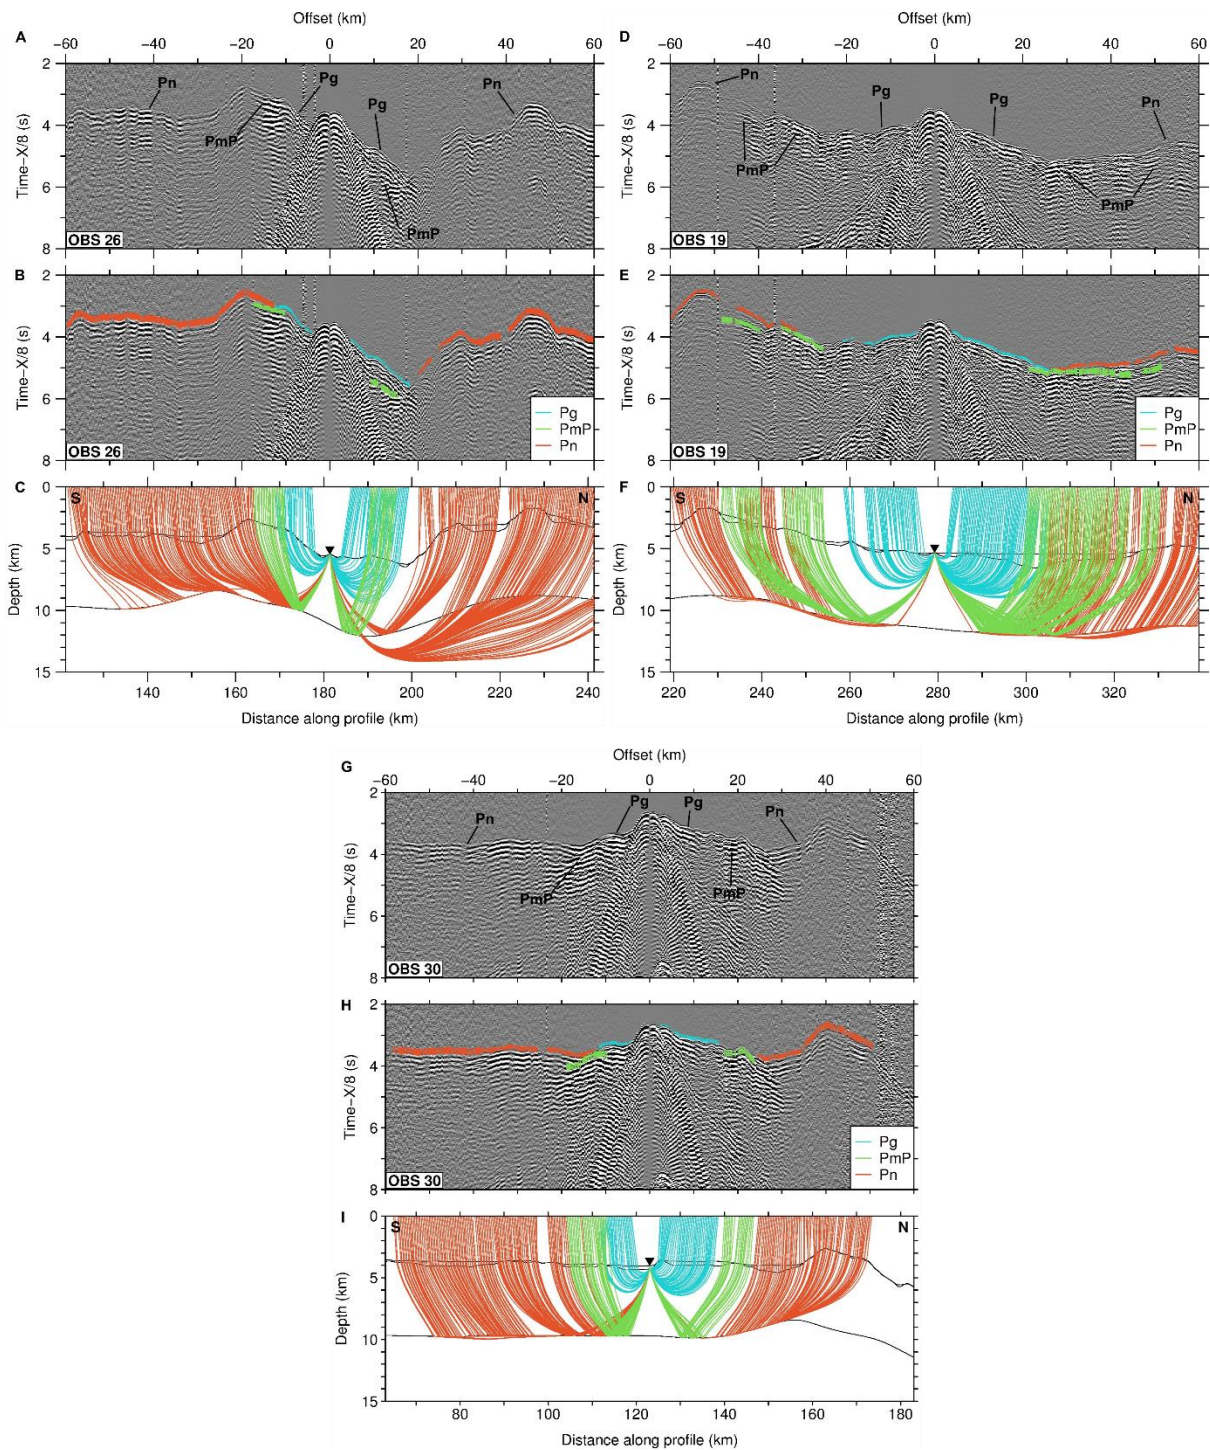 Offset (km)
A
−60 −40 −20 0 20 40 60
2
4
6
8
Time−X/8 (s)
Pn
PmP
Pg
Pg
PmP
Pn
OBS 26
B
2
4
6
8
Time−X/8 (s)
Pg
PmP
Pn
OBS 26
C
S
N
0
5
10
15
Depth (km)
140 160 180 200 220 240
Distance along profile (km)
Offset (km)
D
−60 −40 −20 0 20 40 60
2
4
6
8
Time−X/8 (s)
Pn
PmP
Pg
Pg
PmP
Pn
OBS 19
E
2
4
6
8
Time−X/8 (s)
Pg
PmP
Pn
OBS 19
F
S
N
0
5
10
15
Depth (km)
220 240 260 280 300 320
Distance along profile (km)
Offset (km)
G
−60 −40 −20 0 20 40 60
2
4
6
8
Time−X/8 (s)
Pn
PmP
Pg
Pg
PmP
Pn
OBS 30
H
2
4
6
8
Time−X/8 (s)
Pg
PmP
Pn
OBS 30
I
S
N
0
5
10
15
Depth (km)
80 100 120 140 160 180
Distance along profile (km)